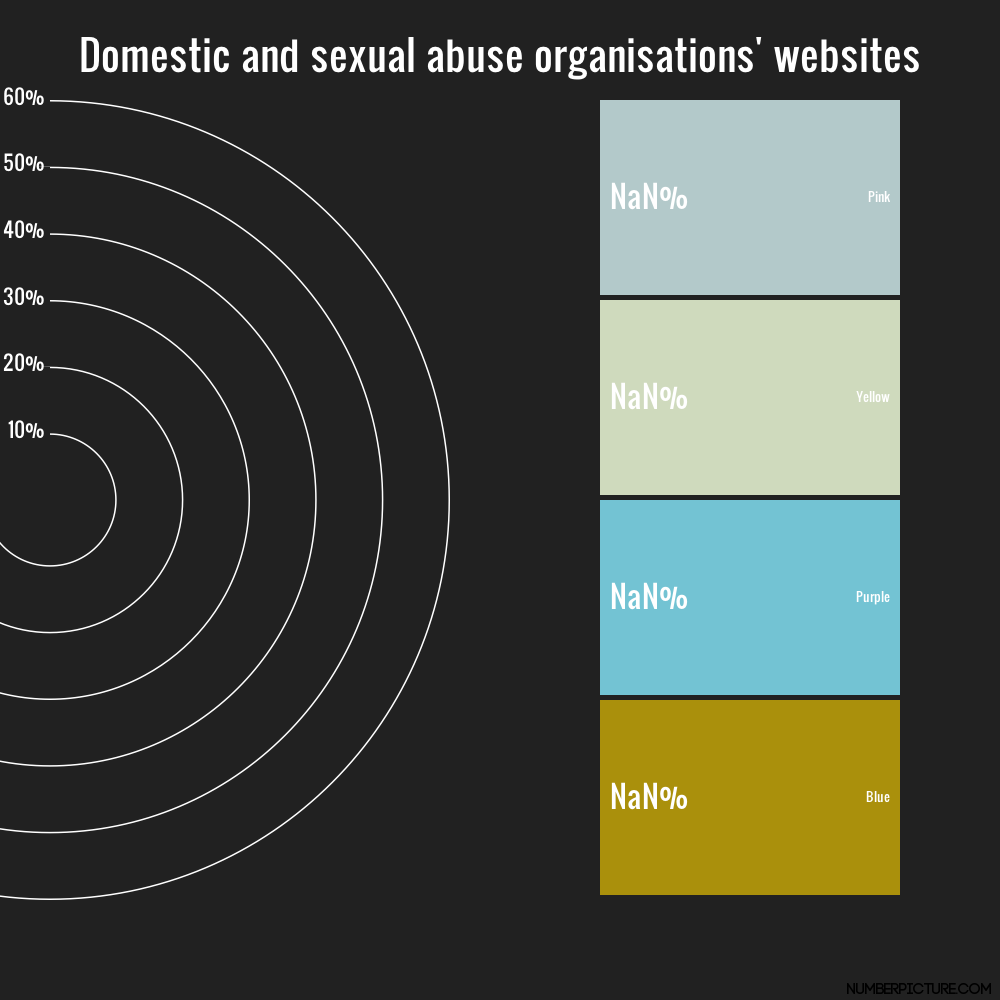 Domestic and sexual abuse organisations' websites
60%
50%
40%
30%
20%
10%
NaN% Pink
NaN% Yellow
NaN% Purple
NaN% Blue
NUMBERPICTURE.COM